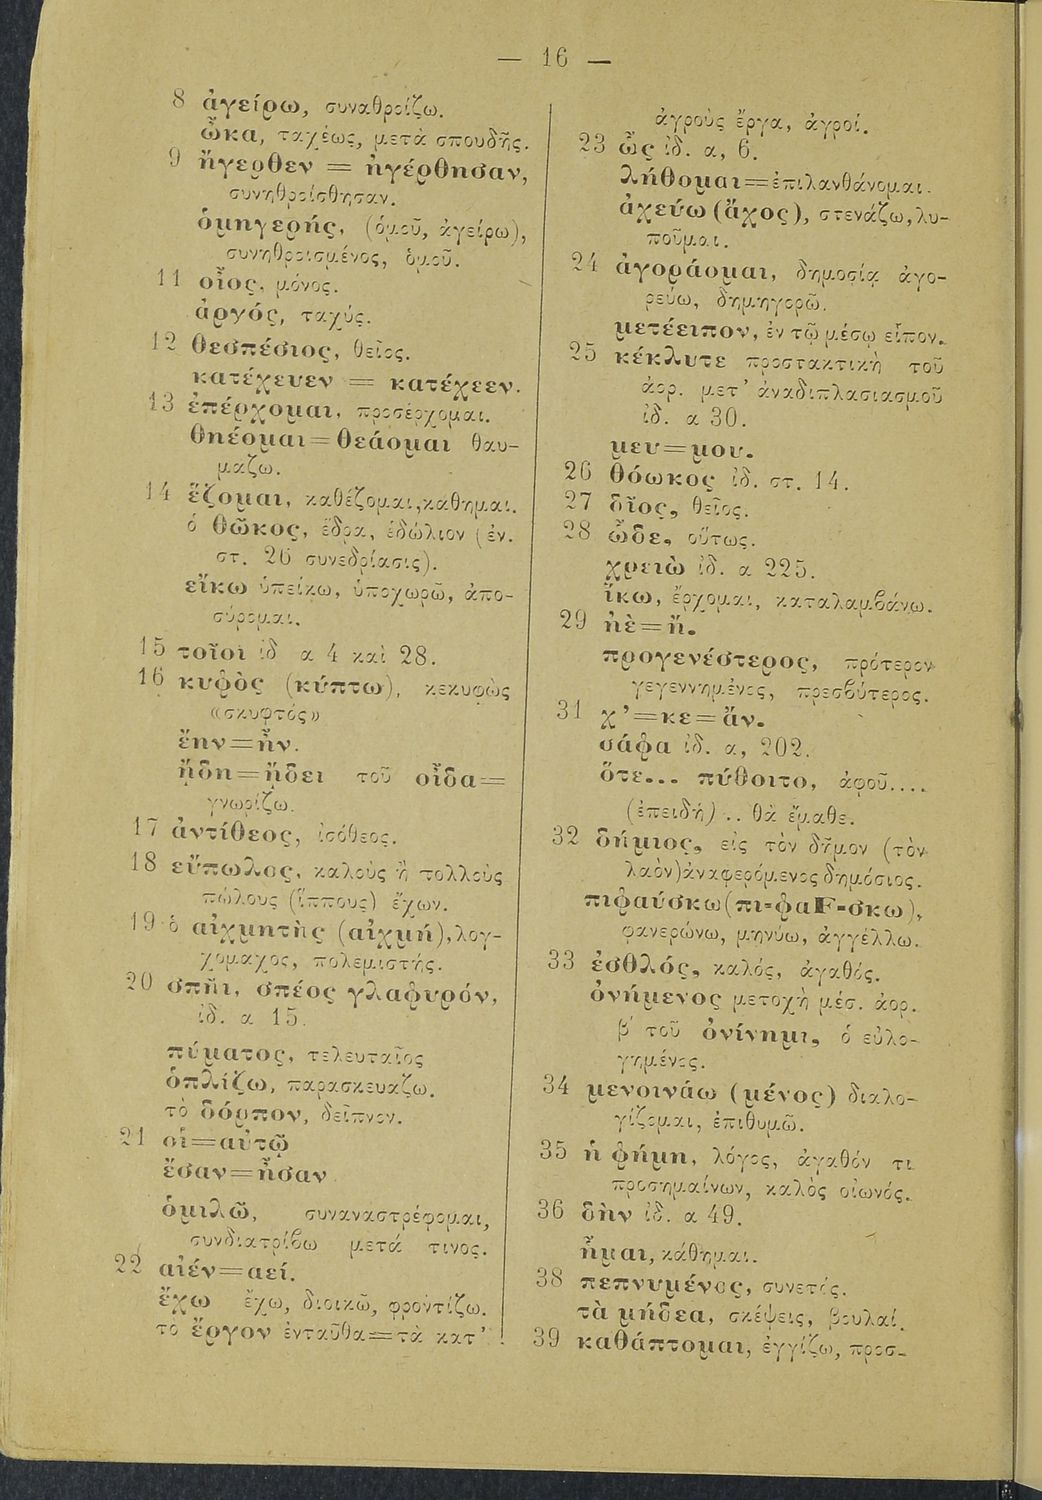 — 16 —
8 ἀγείρω, συναθροίζω.
ὦκα, ταχέως, μετὰ σπουδῆς.
9 ἤγερθεν = ἠγέρθησαν,
συνηθροίσθησαν.
ὁμηγερής, (ὁμοῦ, ἀγείρω),
συνηθροισμένος, ὁμοῦ.
11 οἶος, μόνος.
ἀργός, ταχύς.
12 θεσπέσιος, θεῖος.
κατέχευεν = κατέχεεν.
13 ἐπέρχομαι, προσέρχομαι.
θηέομαι = θεάομαι θαυ-
μαζω.
14 ἕζομαι, καθέζομαι, καθημαι.
ὁ θῶκος, ἕδρα, ἑδώλιον (ἐν.
στ. 26 συνεδρίασις).
εἴκω ὑπείκω, ὑποχωρῶ, ἀπο-
σύρομαι.
15 τοῖοι ἰδ α 4 καὶ 28.
16 κυφὸς (κύπτω), κεκυφὼς
«σκυφτός»
ἔην = ἦν.
ᾔδη = ᾔδει τοῦ οἶδα =
γνωρίζω.
17 ἀντίθεος, ἰσόθεος.
18 εὔπωλος, καλοὺς ἢ πολλοὺς
πώλους (ἵππους) ἔχων.
19 ὁ αἰχμητὴς (αἰχμή), λογ-
χομαχος, πολεμιστής.
20 σπῆι, σπέος γλαφυρόν,
ἰδ. α 15.
πύματος, τελευταῖος
ὁπλίζω, παρασκευαζω.
τὸ δόρπον, δεῖπνον.
21 οἱ = αὐτῷ
ἔσαν = ἦσαν
ὁμιλῶ, συναναστρέφομαι,
συνδιατρίβω μετά τινος.
22 αἰέν = αεί.
ἔχω ἔχω, διοικῶ, φροντίζω.
τὸ ἔργον ἐνταῦθα = τὰ κατ’
ἀγροὺς ἔργα, ἀγροί.
23 ὣς ἰδ. α, 6.
λήθομαι = ἐπιλανθάνομαι.
ἀχεύω (ἄχος), στενάζω, λυ-
ποῦμαι.
24 ἀγοράομαι, δημοσίᾳ ἀγο-
ρεύω, δημηγορῶ.
μετέειπον, ἐν τῷ μέσῳ εἶπον.
25 κέκλυτε προστακτικὴ τοῦ
ἀορ. μετ’ ἀναδιπλασιασμοῦ
ἰδ. α 30.
μευ = μου.
26 θόωκος ἰδ. στ. 14.
27 δῖος, θεῖος.
28 ὧδε, οὕτως.
χρειὼ ἰδ. α 225.
ἵκω, ἔρχομαι, καταλαμβάνω.
29 ἠὲ = ἤ.
προγενέστερος, πρότερον
γεγεννημένος, πρεσβύτερος.
31 χ’ = κε = ἄν.
σάφα ἰδ. α, 202.
ὅτε... πύθοιτο, ἀφοῦ....
(ἐπειδή) .. θὰ ἔμαθε.
32 δήμιος, εἰς τὸν δῆμον (τὸν
λαὸν) ἀναφερόμενος δημόσιος.
πιφαύσκω (πι-φαF-σκω),
φανερώνω, μηνύω, ἀγγέλλω.
33 ἐσθλός, καλός, ἀγαθός.
ὀνήμενος μετοχὴ μέσ. ἀορ.
β′ τοῦ ὀνίνημι, ὁ εὐλο-
γημένος.
34 μενοινάω (μένος) διαλο-
γίζομαι, ἐπιθυμῶ.
35 ἡ φήμη, λόγος, ἀγαθόν τι
προσημαίνων, καλὸς οἰωνός.
36 δὴν ἰδ. α 49.
ἧμαι, κάθημαι.
38 πεπνυμένος, συνετός.
τὰ μήδεα, σκέψεις, βουλαί.
39 καθάπτομαι, ἐγγίζω, προσ-